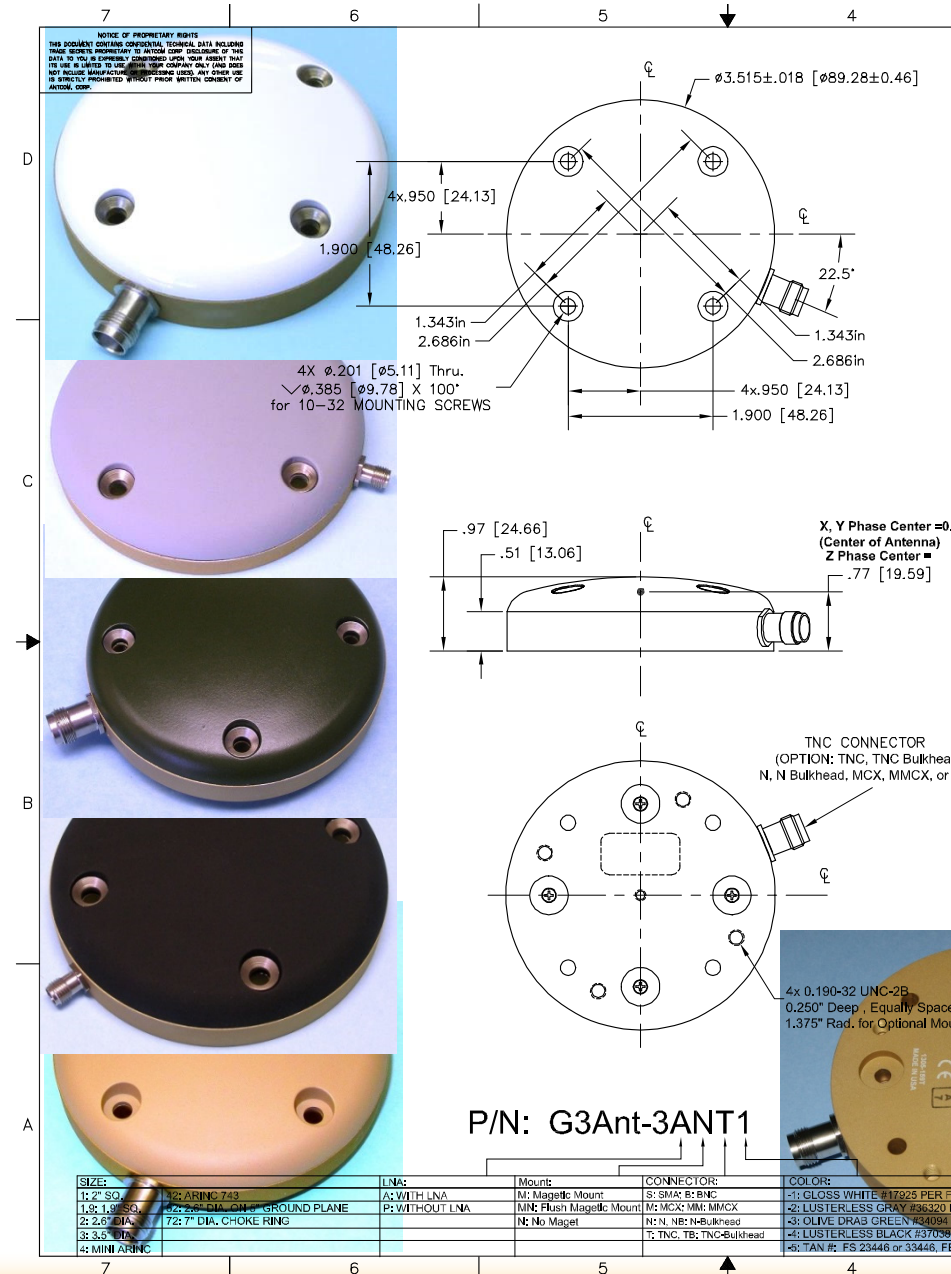 7 6 5 4
NOTICE OF PROPRIETARY RIGHTS
THIS DOCUMENT CONTAINS CONFIDENTIAL TECHNICAL DATA INCLUDING
TRADE SECRETS PROPRIETARY TO ANTCOM CORP DISCLOSURE OF THIS
DATA TO YOU IS EXPRESSLY CONDITIONED UPON YOUR ASSENT THAT
ITS USE IS LIMITED TO USE WITHIN YOUR COMPANY ONLY (AND DOES
NOT INCLUDE MANUFACTURE OR PROCESSING USES). ANY OTHER USE
IS STRICTLY PROHIBITED WITHOUT PRIOR WRITTEN CONSENT OF
ANTCOM, CORP.
D
C
B
A
℄
ø3.515±.018 [ø89.28±0.46]
4x.950 [24.13]
1.900 [48.26]
℄
22.5°
1.343in
2.686in
1.343in
2.686in
4X ø.201 [ø5.11] Thru.
ø.385 [ø9.78] X 100°
for 10-32 MOUNTING SCREWS
4x.950 [24.13]
1.900 [48.26]
.97 [24.66]
.51 [13.06]
℄
X, Y Phase Center =0.
(Center of Antenna)
Z Phase Center =
.77 [19.59]
℄
TNC CONNECTOR
(OPTION: TNC, TNC Bulkhea
N, N Bulkhead, MCX, MMCX, or
℄
4x 0.190-32 UNC-2B
0.250" Deep , Equally Space
1.375" Rad. for Optional Mou
MADE IN USA
CE
P/N: G3Ant-3ANT1
SIZE:
1: 2" SQ.
1.9: 1.9" SQ.
2: 2.6" DIA.
3: 3.5" DIA.
4: MINI ARINC
42: ARINC 743
62: 2.6" DIA. ON 6" GROUND PLANE
72: 7" DIA. CHOKE RING
LNA:
A: WITH LNA
P: WITHOUT LNA
Mount:
M: Magetic Mount
MN: Flush Magetic Mount
N: No Maget
CONNECTOR:
S: SMA; B: BNC
M: MCX; MM: MMCX
N: N, NB: N-Bulkhead
T: TNC, TB: TNC-Bulkhead
COLOR:
-1: GLOSS WHITE #17925 PER F
-2: LUSTERLESS GRAY #36320
-3: OLIVE DRAB GREEN #34094
-4: LUSTERLESS BLACK #37038
-5: TAN #: FS 23446 or 33446, FE
7 6 5 4